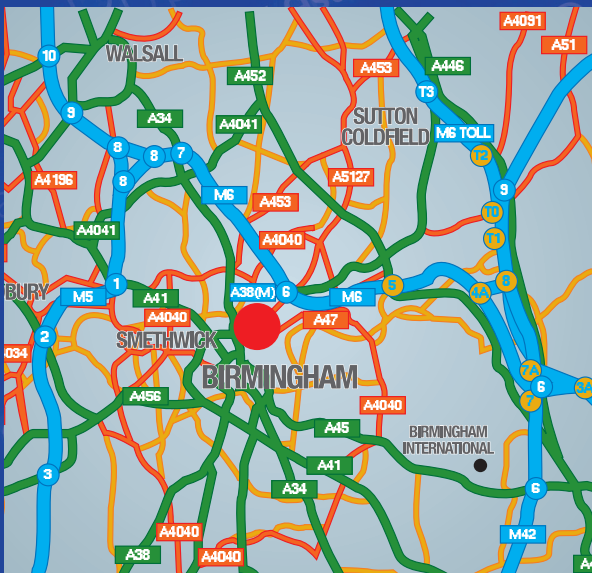 A4091
A51
10
WALSALL
A453
A446
A452
T3
9
A34
A4041
SUTTON
COLDFIELD
M6 TOLL
8
8
7
T2
A4196
8
M6
A5127
9
A453
T0
A4041
A4040
T1
1
BURY
M5
A41
A38(M)
6
M6
5
4A
8
A4040
A47
2
SMETHWICK
034
BIRMINGHAM
7A
6
3A
7
A456
A4040
A45
BIRMINGHAM
INTERNATIONAL
3
A41
A34
6
A4040
M42
A38
A4040
A4